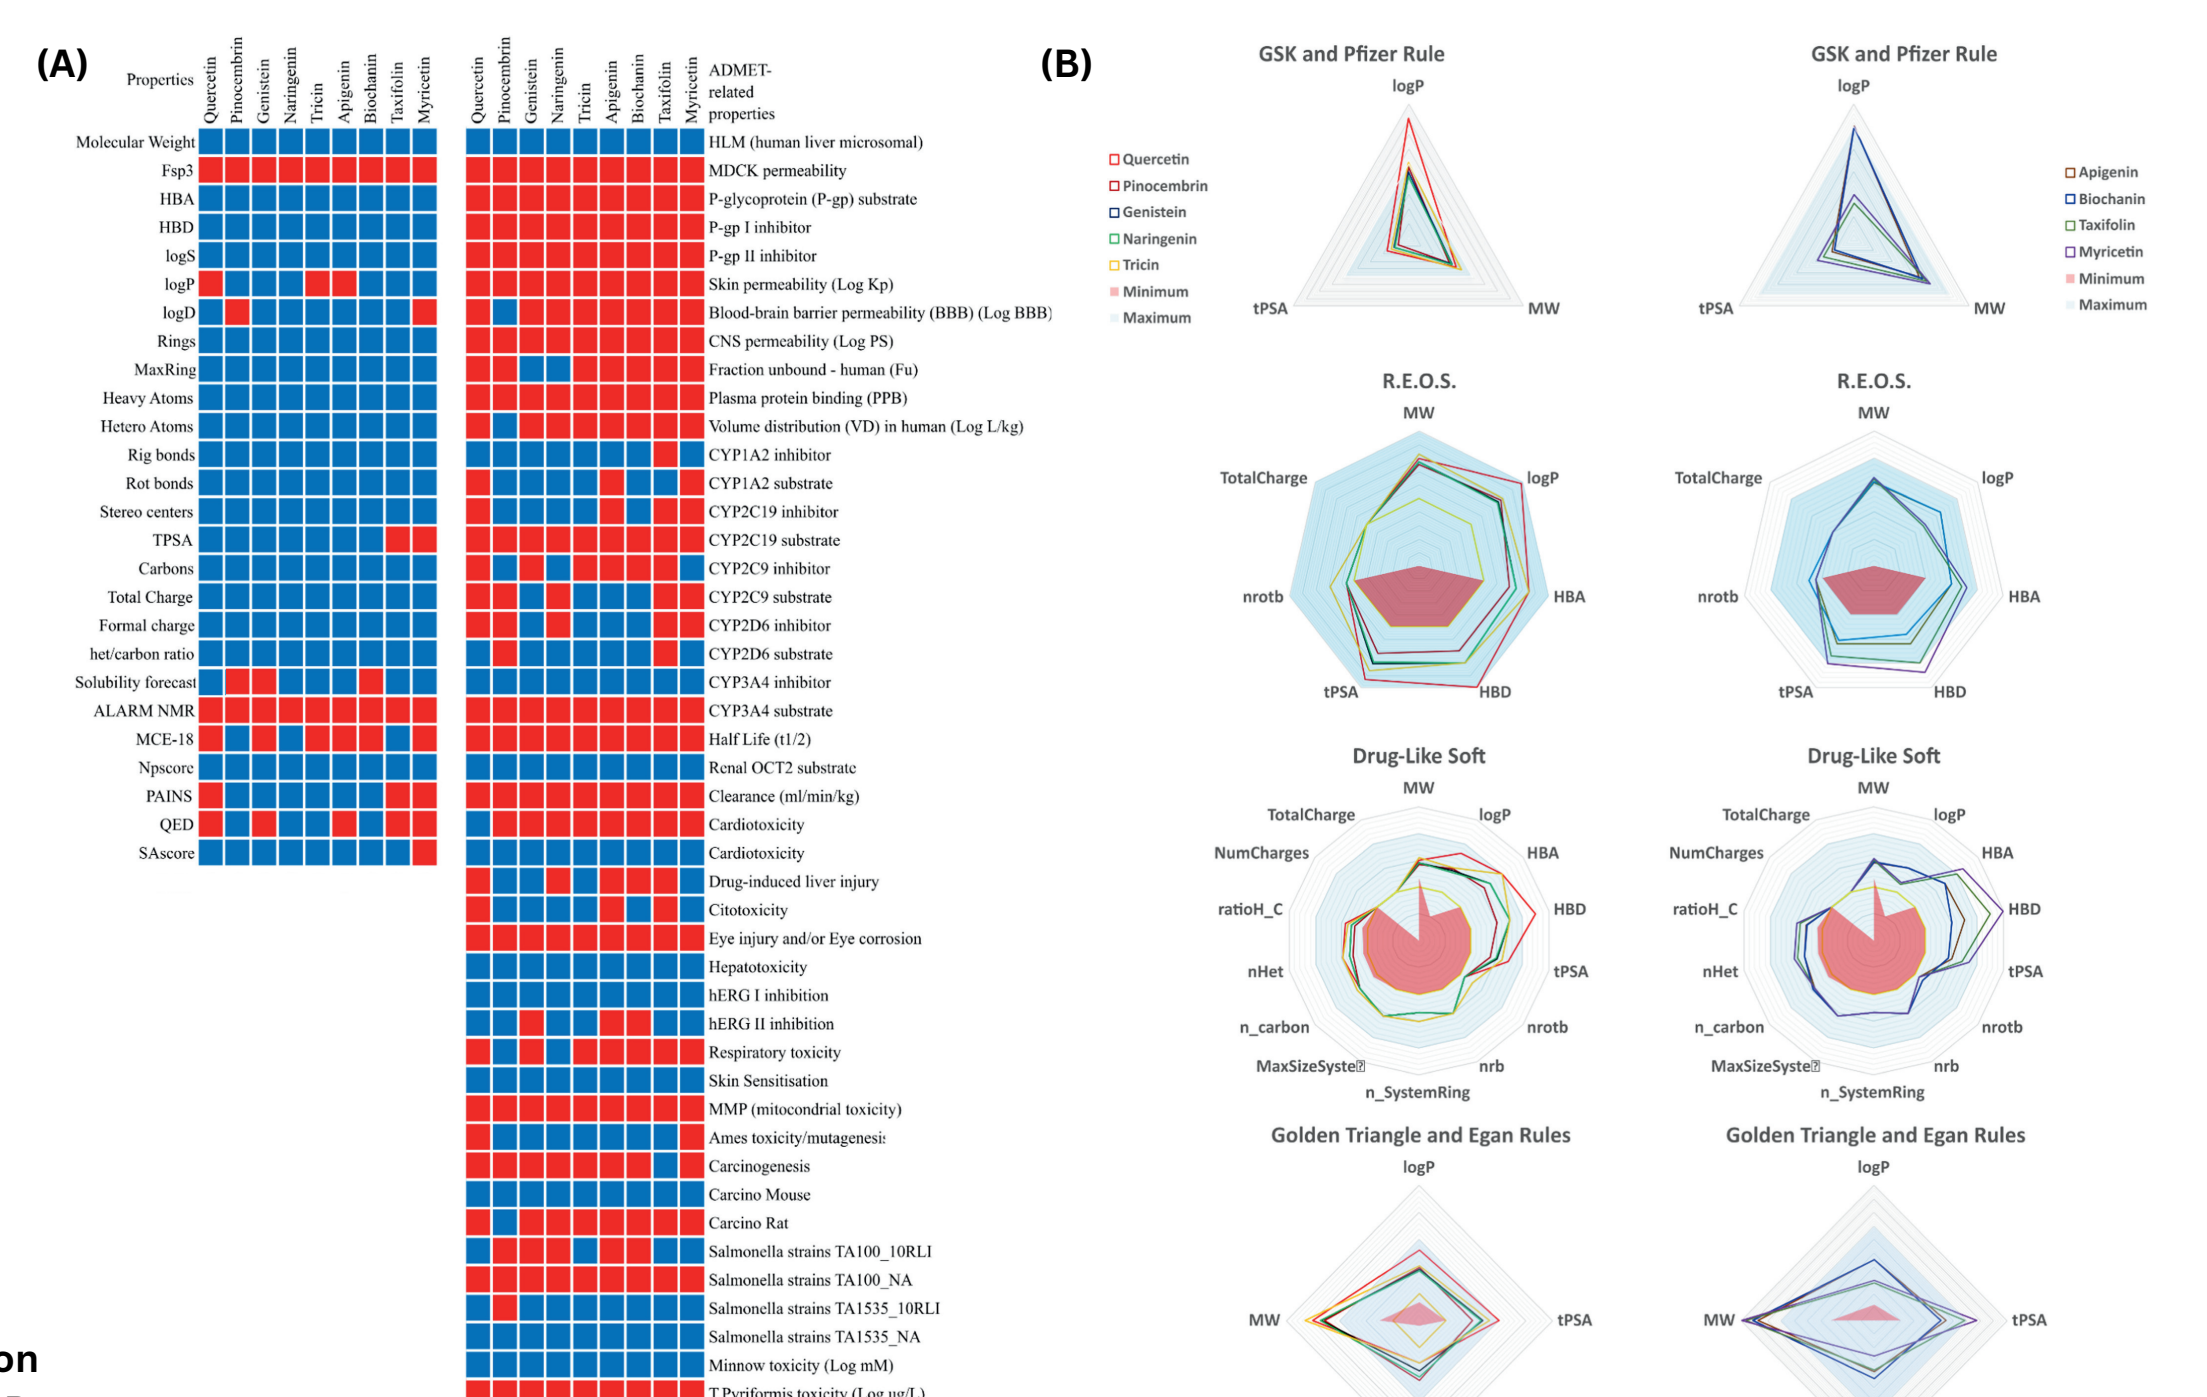 (A)
Properties
Quercetin
Pinocembrin
Genistein
Naringenin
Tricin
Apigenin
Biochanin
Taxifolin
Myricetin
Molecular Weight
Fsp3
HBA
HBD
logS
logP
logD
Rings
MaxRing
Heavy Atoms
Hetero Atoms
Rig bonds
Rot bonds
Stereo centers
TPSA
Carbons
Total Charge
Formal charge
het/carbon ratio
Solubility forecast
ALARM NMR
MCE-18
Npscore
PAINS
QED
SAscore
Quercetin
Pinocembrin
Genistein
Naringenin
Tricin
Apigenin
Biochanin
Taxifolin
Myricetin
ADMET-
related
properties
HLM (human liver microsomal)
MDCK permeability
P-glycoprotein (P-gp) substrate
P-gp I inhibitor
P-gp II inhibitor
Skin permeability (Log Kp)
Blood-brain barrier permeability (BBB) (Log BBB)
CNS permeability (Log PS)
Fraction unbound - human (Fu)
Plasma protein binding (PPB)
Volume distribution (VD) in human (Log L/kg)
CYP1A2 inhibitor
CYP1A2 substrate
CYP2C19 inhibitor
CYP2C19 substrate
CYP2C9 inhibitor
CYP2C9 substrate
CYP2D6 inhibitor
CYP2D6 substrate
CYP3A4 inhibitor
CYP3A4 substrate
Half Life (t1/2)
Renal OCT2 substrate
Clearance (ml/min/kg)
Cardiotoxicity
Cardiotoxicity
Drug-induced liver injury
Citotoxicity
Eye injury and/or Eye corrosion
Hepatotoxicity
hERG I inhibition
hERG II inhibition
Respiratory toxicity
Skin Sensitisation
MMP (mitocondrial toxicity)
Ames toxicity/mutagenesis
Carcinogenesis
Carcino Mouse
Carcino Rat
Salmonella strains TA100_10RLI
Salmonella strains TA100_NA
Salmonella strains TA1535_10RLI
Salmonella strains TA1535_NA
Minnow toxicity (Log mM)
T.Pyriformis toxicity (Log ug/L)
on
(B)
GSK and Pfizer Rule
logP
tPSA
MW
Quercetin
Pinocembrin
Genistein
Naringenin
Tricin
Minimum
Maximum
GSK and Pfizer Rule
logP
tPSA
MW
Apigenin
Biochanin
Taxifolin
Myricetin
Minimum
Maximum
R.E.O.S.
MW
TotalCharge
logP
nrotb
HBA
tPSA
HBD
R.E.O.S.
MW
TotalCharge
logP
nrotb
HBA
tPSA
HBD
Drug-Like Soft
MW
TotalCharge
logP
NumCharges
HBA
ratioH_C
HBD
nHet
tPSA
n_carbon
nrotb
MaxSizeSyste
nrb
n_SystemRing
Drug-Like Soft
MW
TotalCharge
logP
NumCharges
HBA
ratioH_C
HBD
nHet
tPSA
n_carbon
nrotb
MaxSizeSyste
nrb
n_SystemRing
Golden Triangle and Egan Rules
logP
MW
tPSA
Golden Triangle and Egan Rules
logP
MW
tPSA